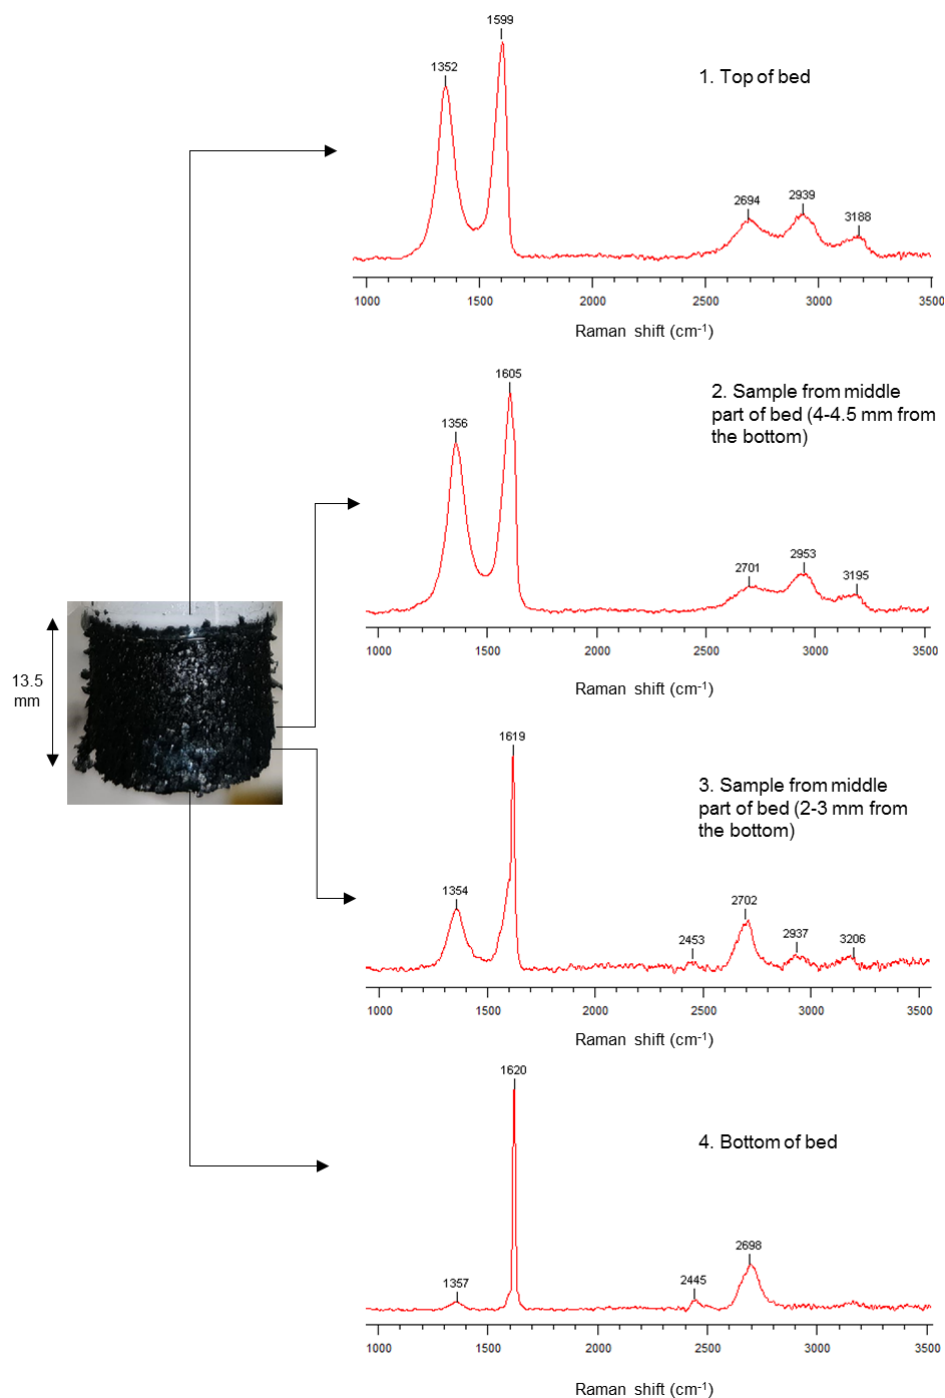 1599
1352
1. Top of bed
2694
2939
3188
1000 1500 2000 2500 3000 3500
Raman shift (cm-1)
1605
1356
2. Sample from middle
part of bed (4-4.5 mm from
the bottom)
2701
2953
3195
1000 1500 2000 2500 3000 3500
Raman shift (cm-1)
13.5
mm
1619
1354
3. Sample from middle
part of bed (2-3 mm from
the bottom)
2453
2702
2937
3206
1000 1500 2000 2500 3000 3500
Raman shift (cm-1)
1620
1357
4. Bottom of bed
2445
2698
1000 1500 2000 2500 3000 3500
Raman shift (cm-1)